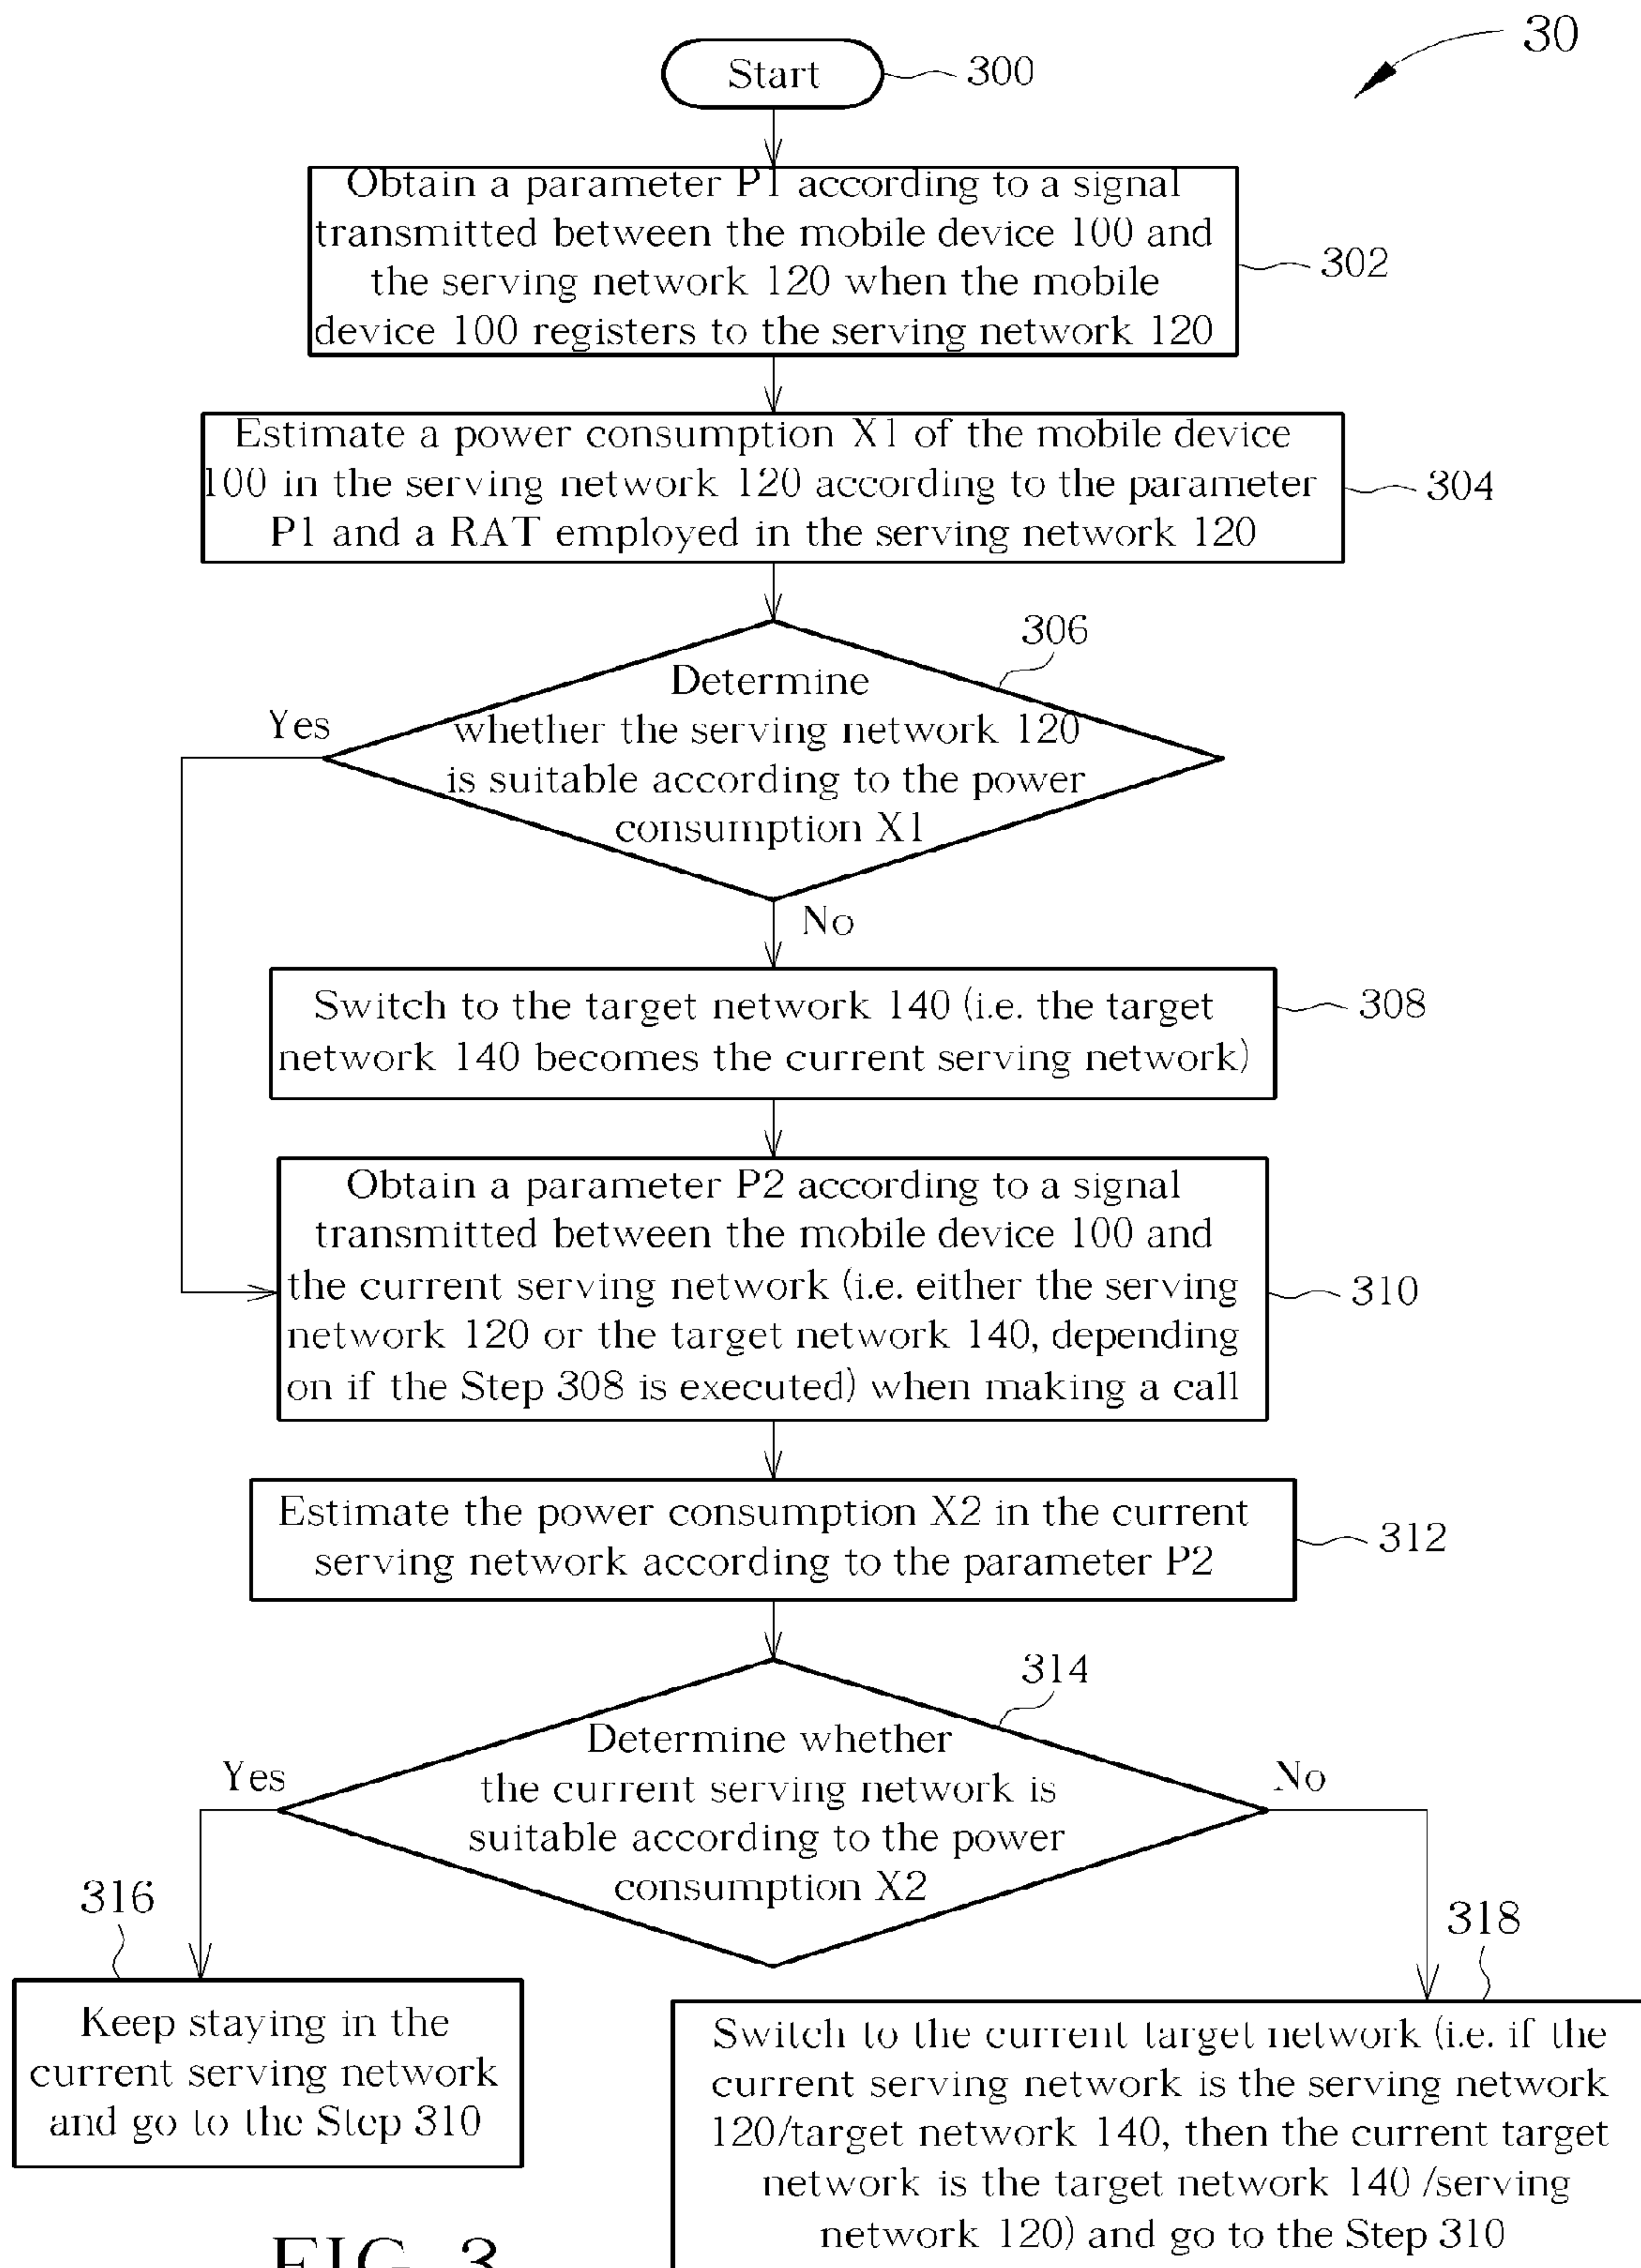 30
Start
300
Obtain a parameter P1 according to a signal
transmitted between the mobile device 100 and
the serving network 120 when the mobile
device 100 registers to the serving network 120
302
Estimate a power consumption X1 of the mobile device
100 in the serving network 120 according to the parameter
P1 and a RAT employed in the serving network 120
304
306
Determine
whether the serving network 120
is suitable according to the power
consumption X1
Yes
No
Switch to the target network 140 (i.e. the target
network 140 becomes the current serving network)
308
Obtain a parameter P2 according to a signal
transmitted between the mobile device 100 and
the current serving network (i.e. either the serving
network 120 or the target network 140, depending
on if the Step 308 is executed) when making a call
310
Estimate the power consumption X2 in the current
serving network according to the parameter P2
312
314
Determine whether
the current serving network is
suitable according to the power
consumption X2
Yes
No
316
Keep staying in the
current serving network
and go to the Step 310
318
Switch to the current target network (i.e. if the
current serving network is the serving network
120/target network 140, then the current target
network is the target network 140 /serving
network 120) and go to the Step 310
FIG. 3